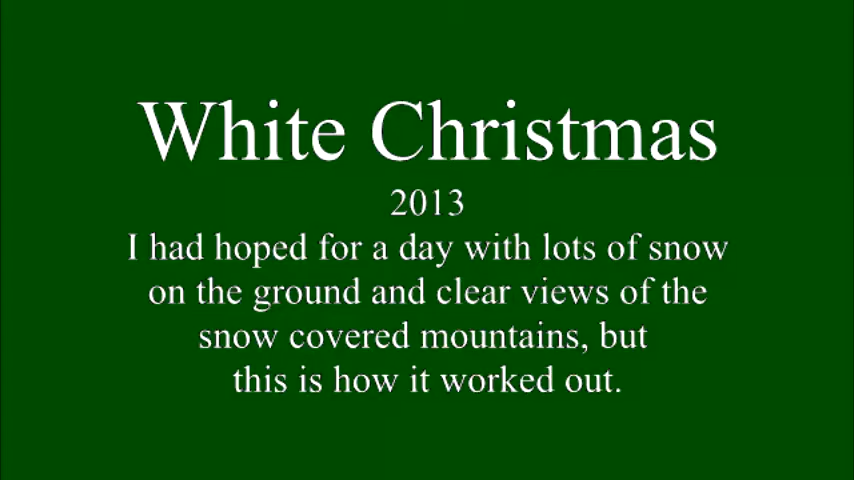 White Christmas
2013
I had hoped for a day with lots of snow
on the ground and clear views of the
snow covered mountains, but
this is how it worked out.